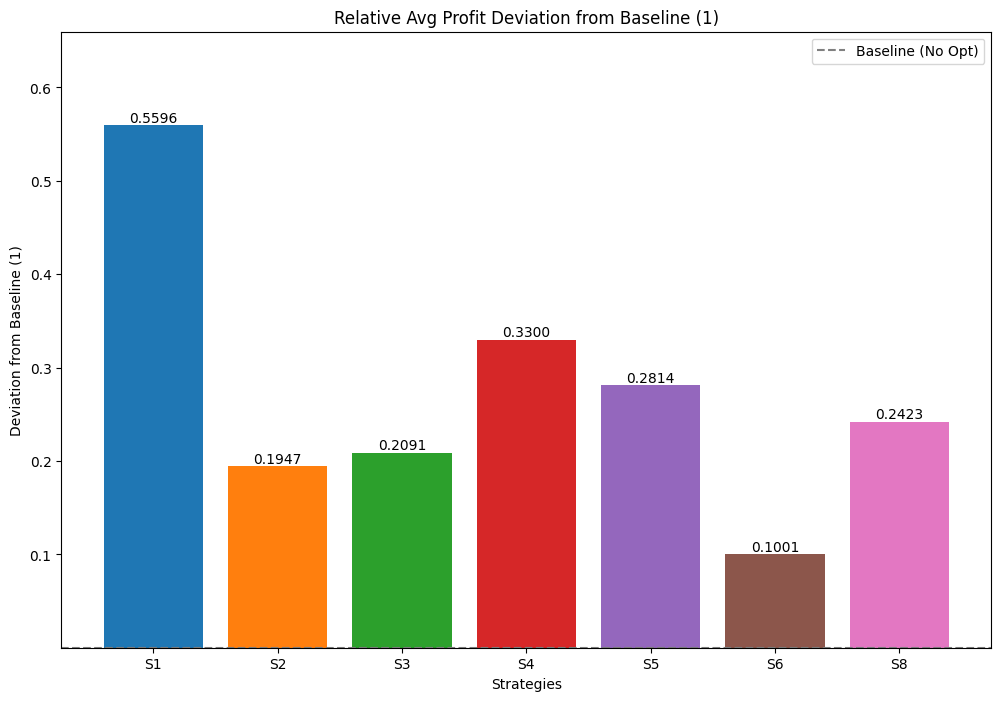 Relative Avg Profit Deviation from Baseline (1)
Baseline (No Opt)
Deviation from Baseline (1)
0.6
0.5
0.4
0.3
0.2
0.1
0.5596
0.1947
0.2091
0.3300
0.2814
0.1001
0.2423
S1 S2 S3 S4 S5 S6 S8
Strategies